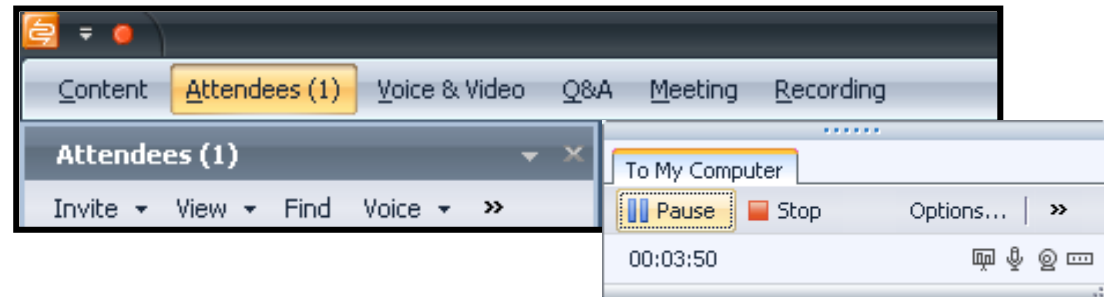 Content Attendees (1) Voice & Video Q&A Meeting Recording
Attendees (1)
Invite View Find Voice »
To My Computer
Pause Stop Options... »
00:03:50